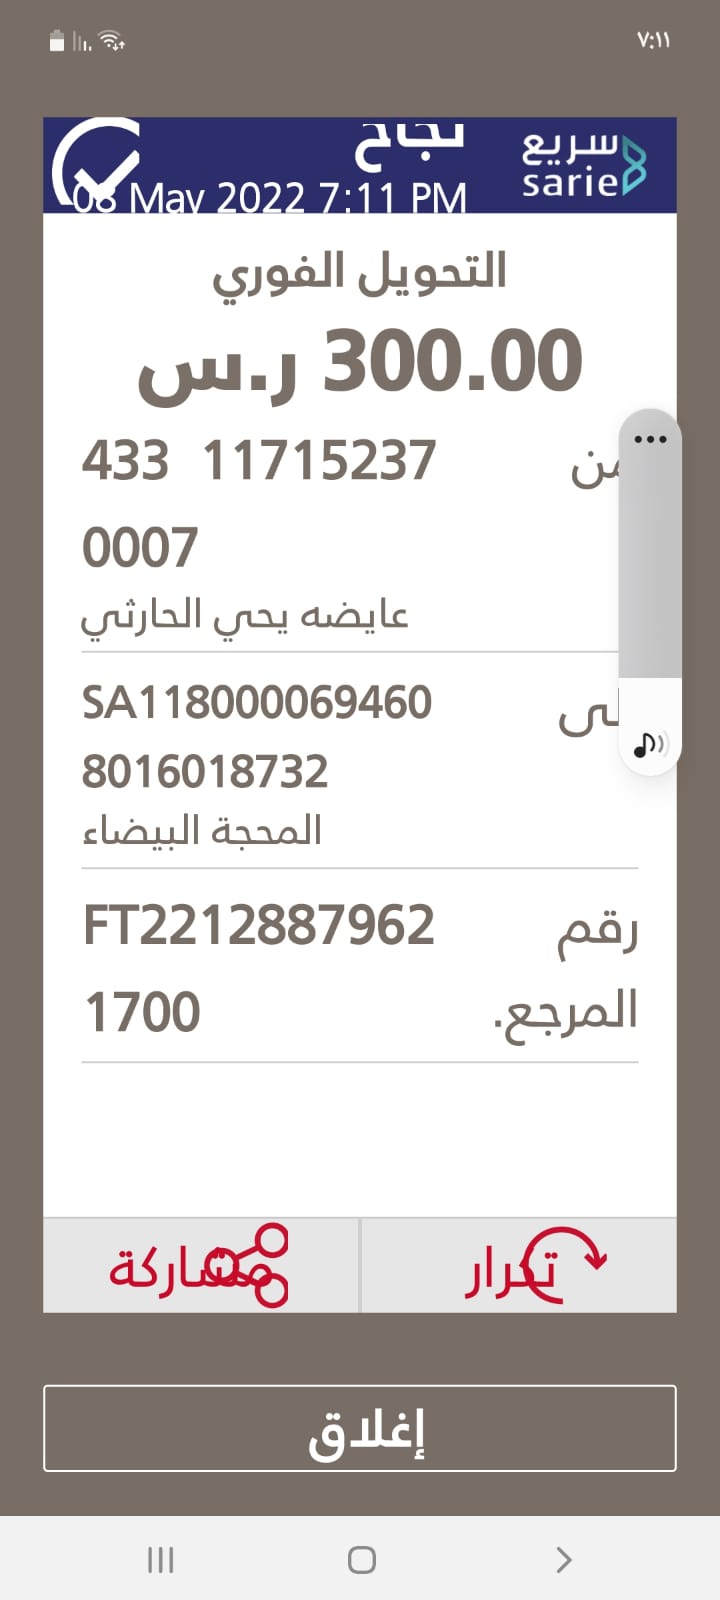 ٧:١١
سريع
sarie
نجاح
08 May 2022 7:11 PM
التحويل الفوري
300.00 ر.س
من
433 11715237
0007
عايضه يحي الحارثي
SA118000069460
8016018732
المحجة البيضاء
رقم
المرجع.
FT2212887962
1700
تكرار
مشاركة
إغلاق